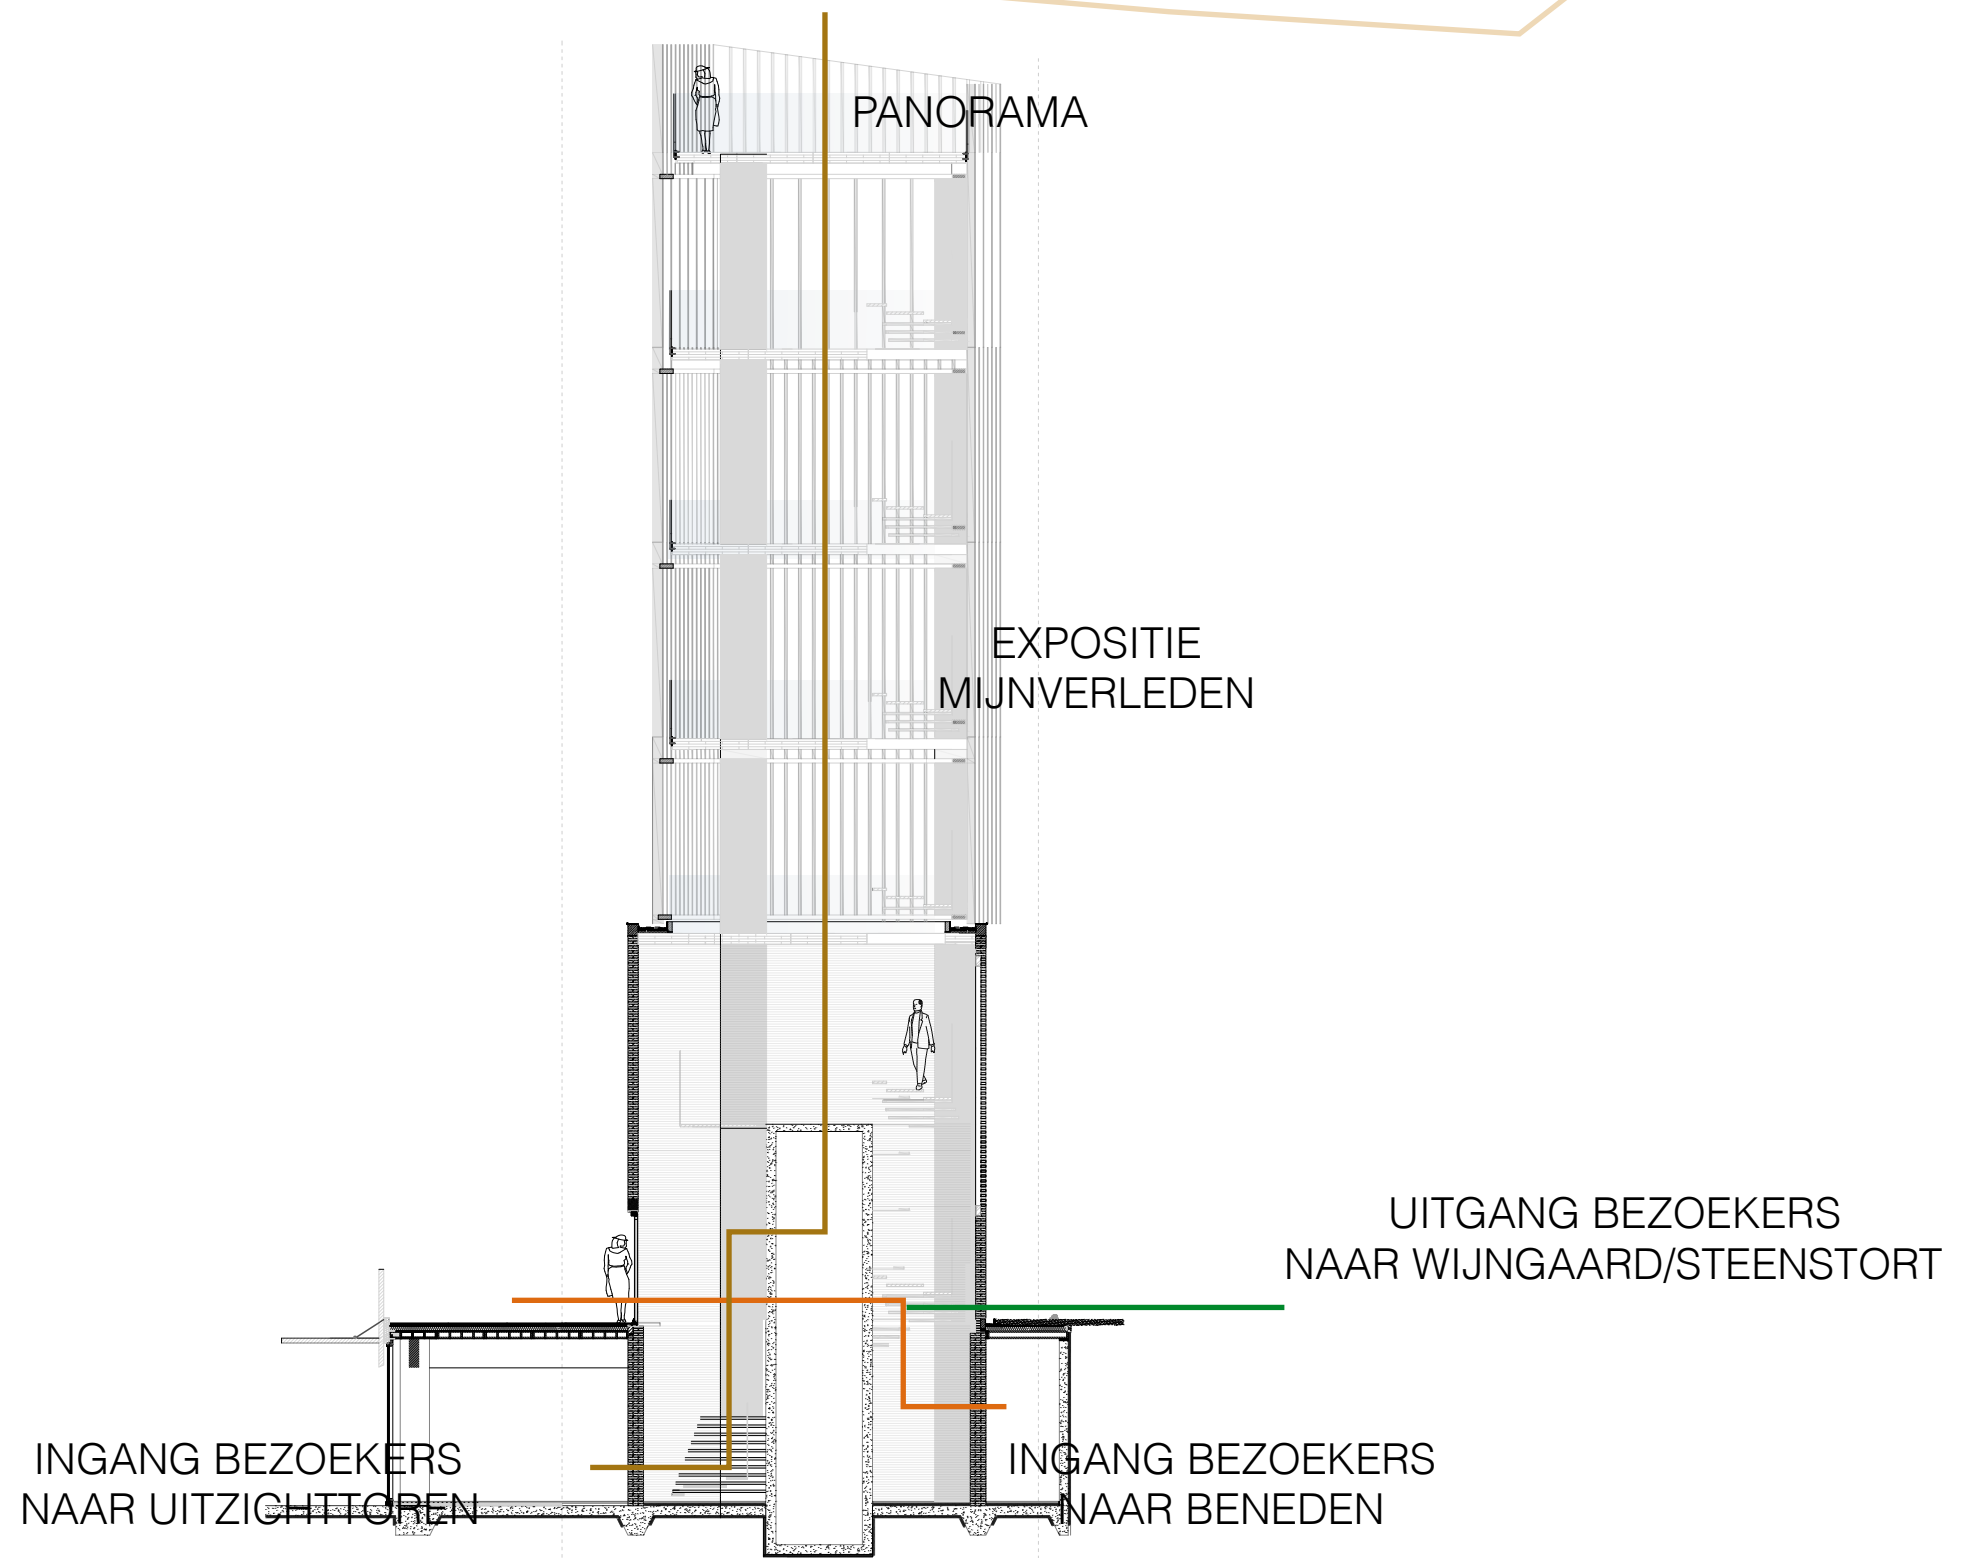 PANORAMA
EXPOSITIE
MIJNVERLEDEN
UITGANG BEZOEKERS
NAAR WIJNGAARD/STEENSTORT
INGANG BEZOEKERS
NAAR UITZICHTTOREN
INGANG BEZOEKERS
NAAR BENEDEN